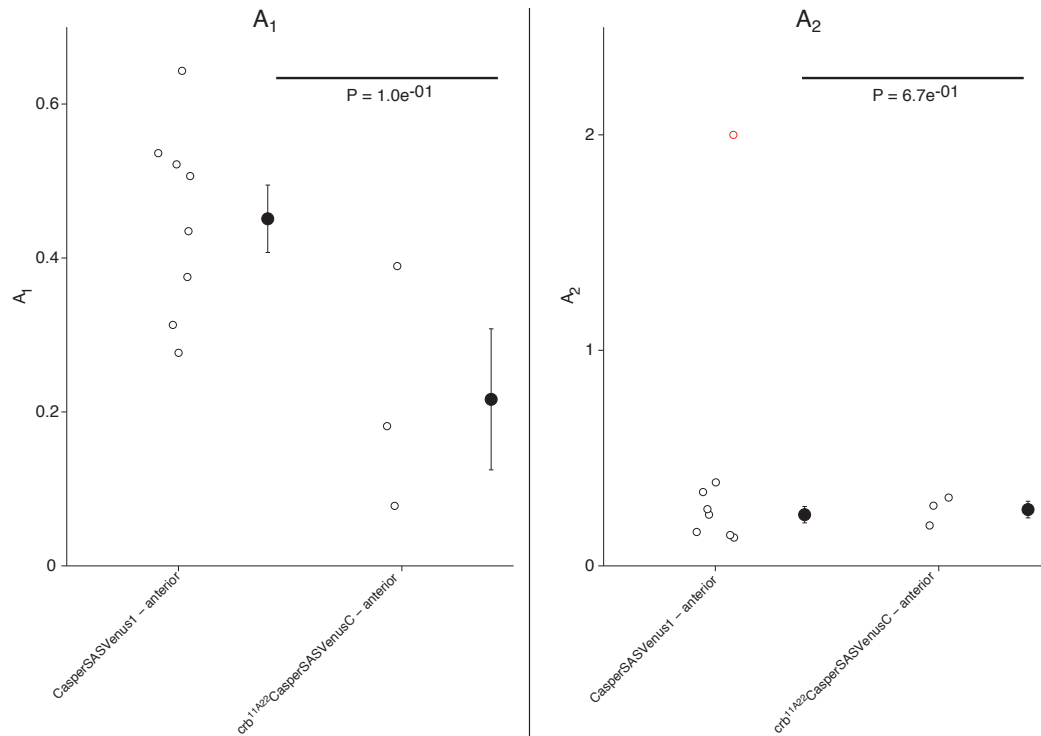 A₁
P = 1.0e⁻⁰¹
0.6
0.4
0.2
0
A₁
CasperSASVenus1 – anterior
crb¹¹ᴬ²²CasperSASVenusC – anterior
A₂
P = 6.7e⁻⁰¹
2
1
0
A₂
CasperSASVenus1 – anterior
crb¹¹ᴬ²²CasperSASVenusC – anterior